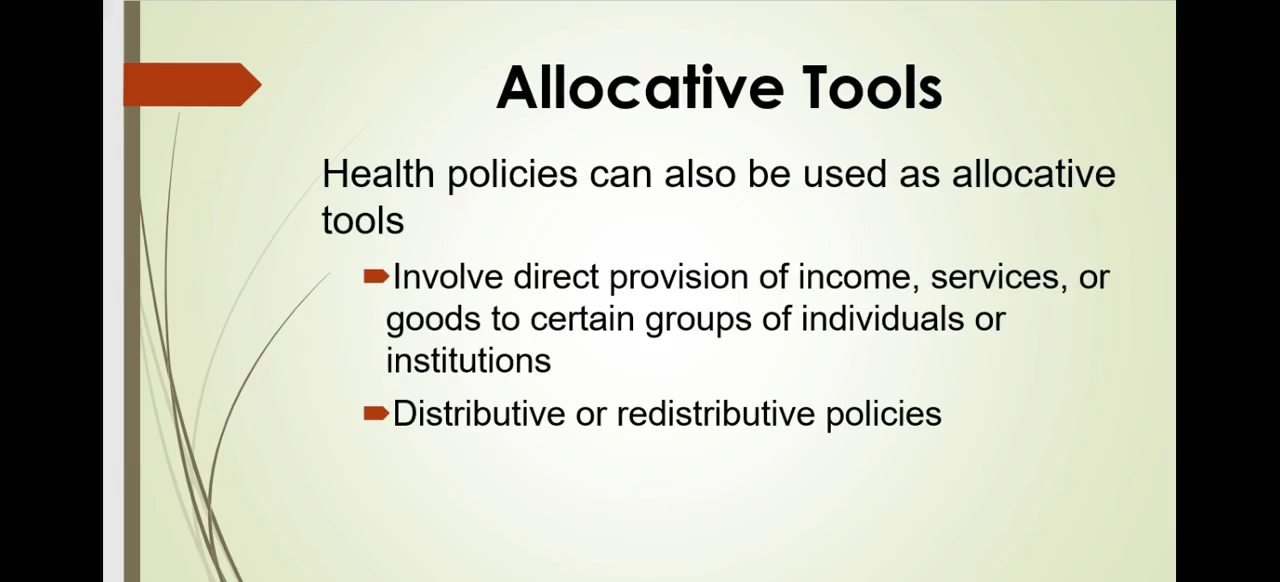 Allocative Tools
Health policies can also be used as allocative
tools
Involve direct provision of income, services, or
goods to certain groups of individuals or
institutions
Distributive or redistributive policies